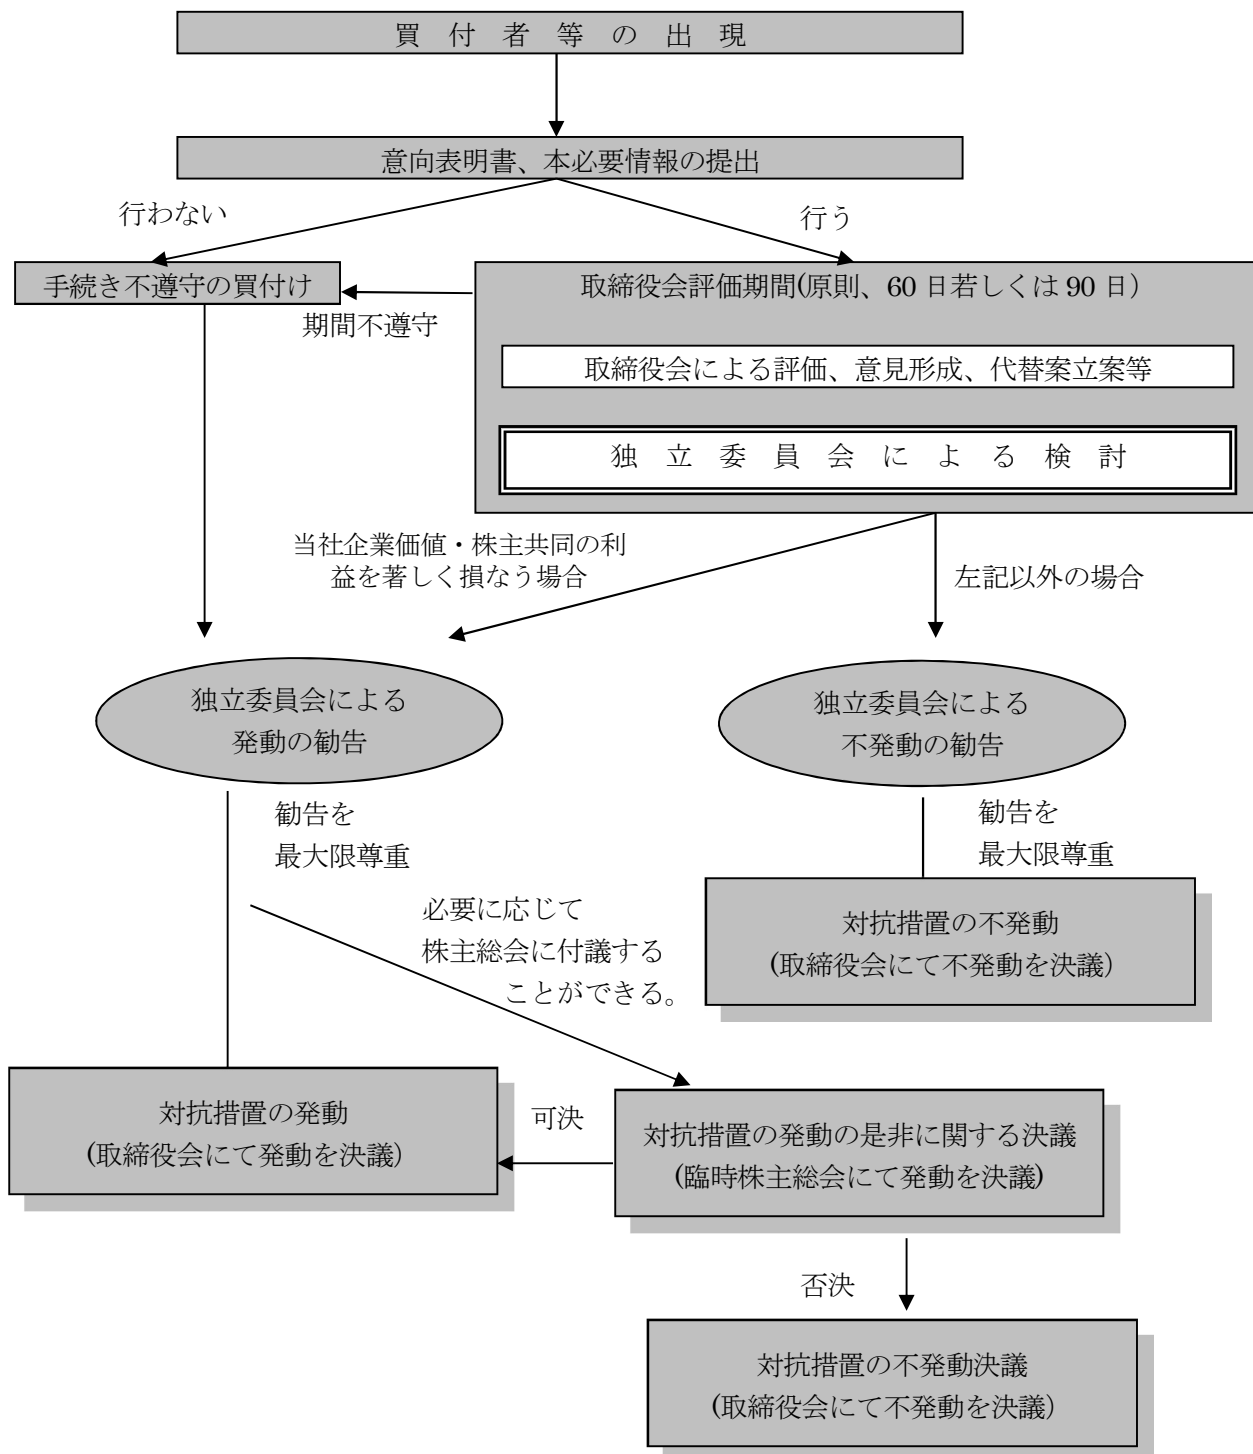 買付者等の出現
意向表明書、本必要情報の提出
行わない
行う
手続き不遵守の買付け
取締役会評価期間(原則、60日若しくは90日)
期間不遵守
取締役会による評価、意見形成、代替案立案等
独立委員会による検討
当社企業価値・株主共同の利
益を著しく損なう場合
左記以外の場合
独立委員会による
発動の勧告
独立委員会による
不発動の勧告
勧告を
最大限尊重
勧告を
最大限尊重
必要に応じて
株主総会に付議する
ことができる。
対抗措置の不発動
(取締役会にて不発動を決議)
対抗措置の発動
(取締役会にて発動を決議)
可決
対抗措置の発動の是非に関する決議
(臨時株主総会にて発動を決議)
否決
対抗措置の不発動決議
(取締役会にて不発動を決議)